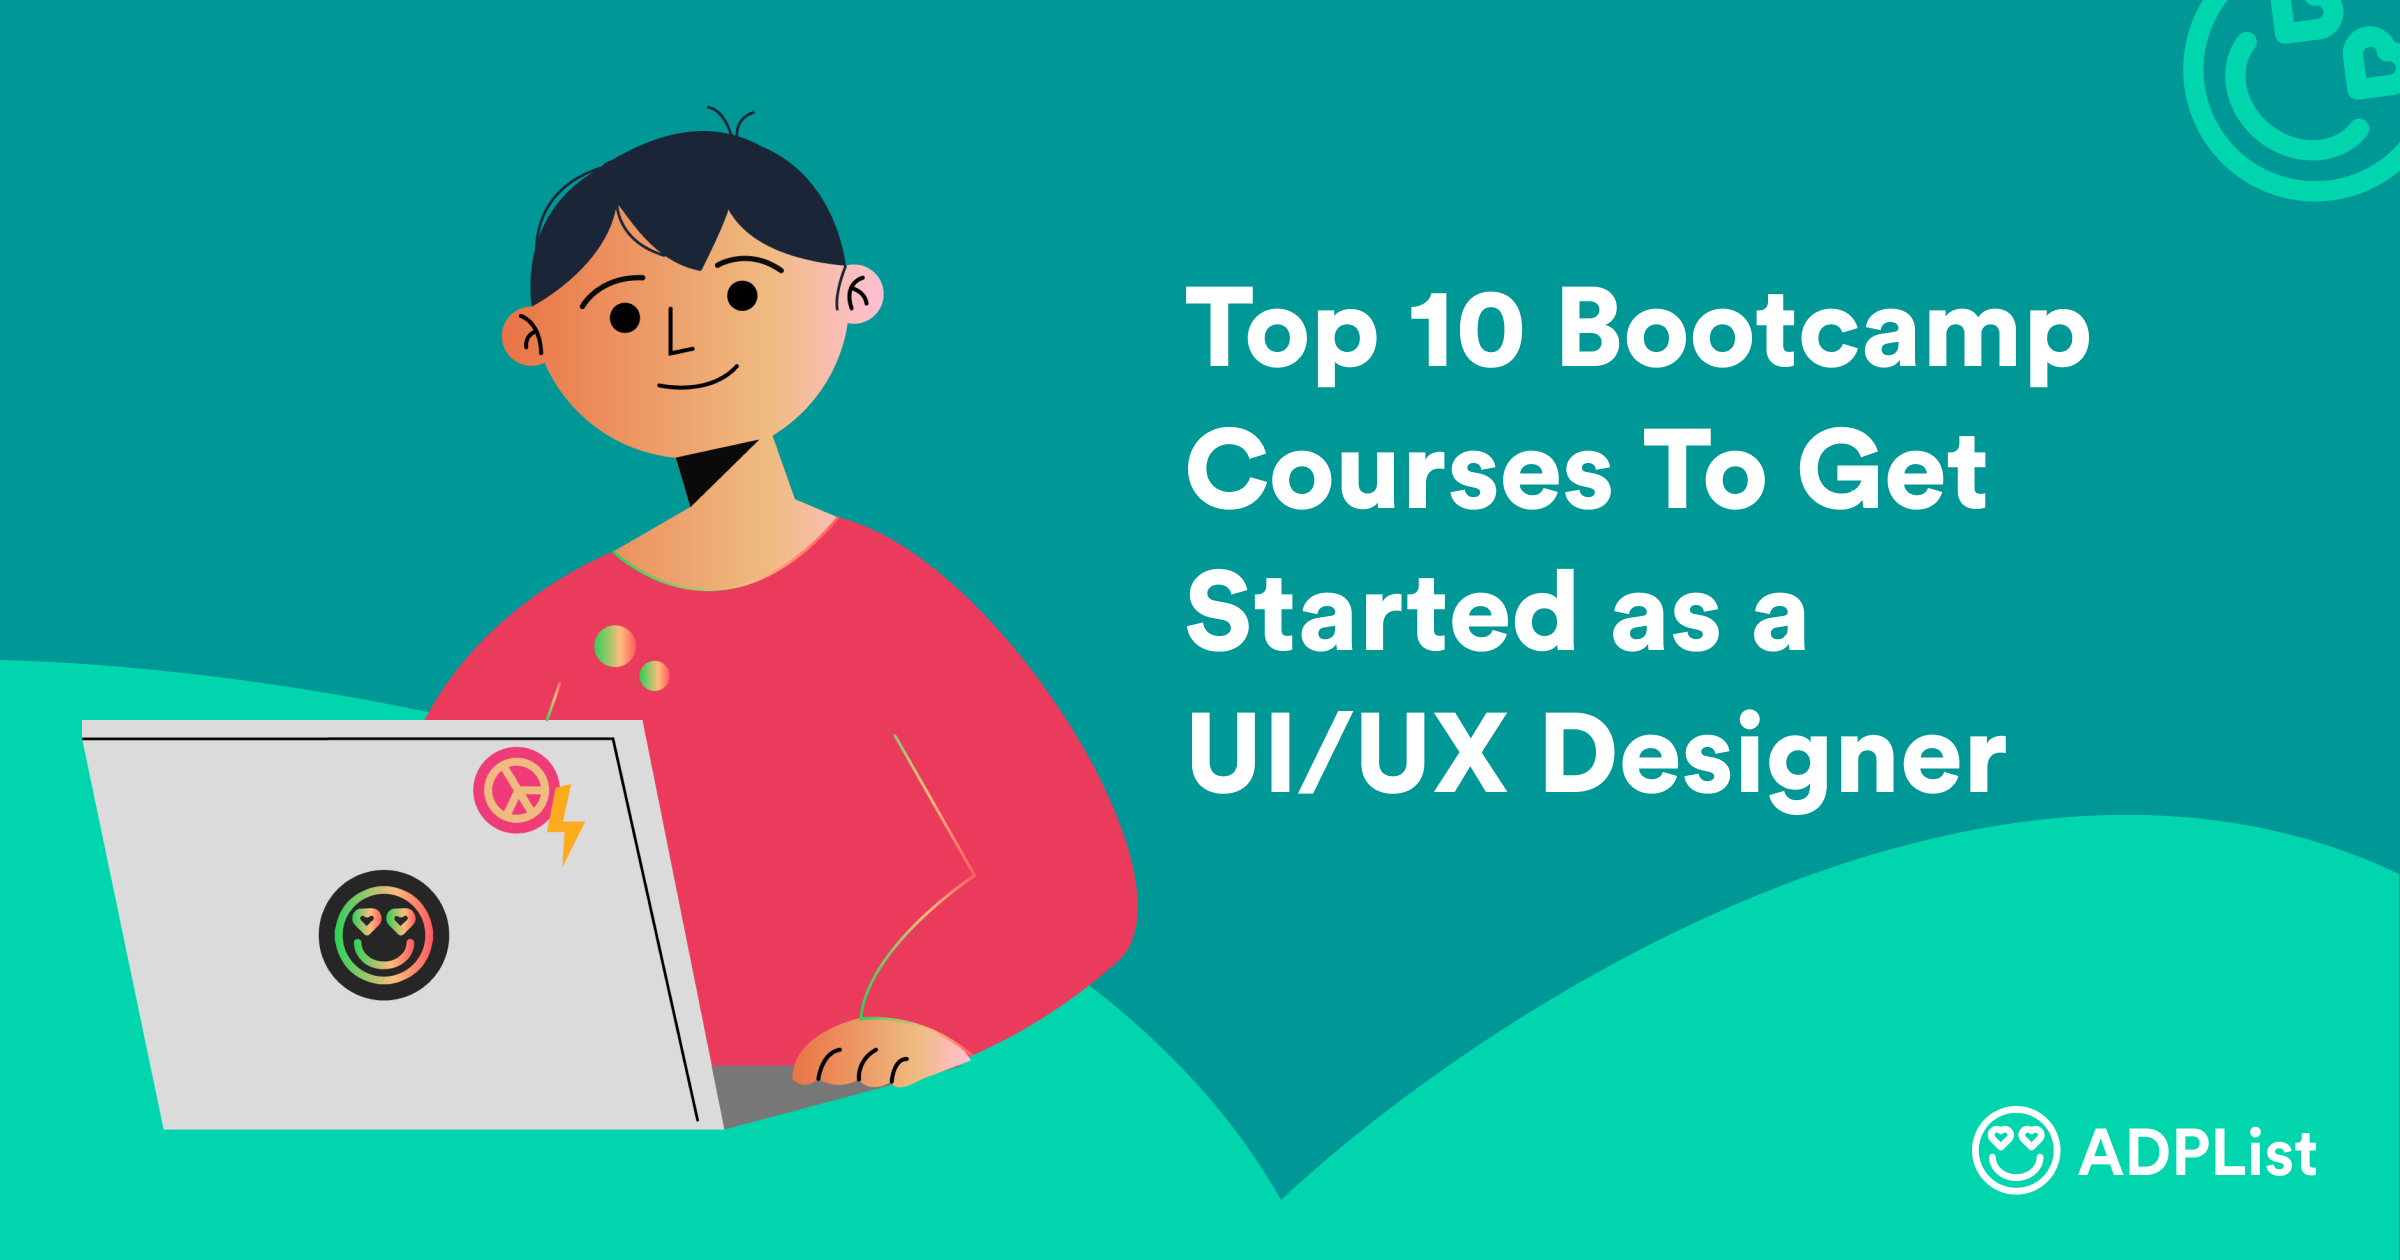 Top 10 Bootcamp
Courses To Get
Started as a
UI/UX Designer
ADPList